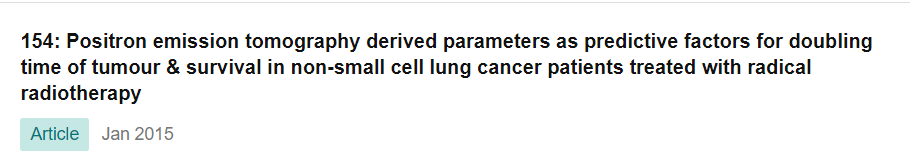 154: Positron emission tomography derived parameters as predictive factors for doubling
time of tumour & survival in non-small cell lung cancer patients treated with radical
radiotherapy
Article Jan 2015